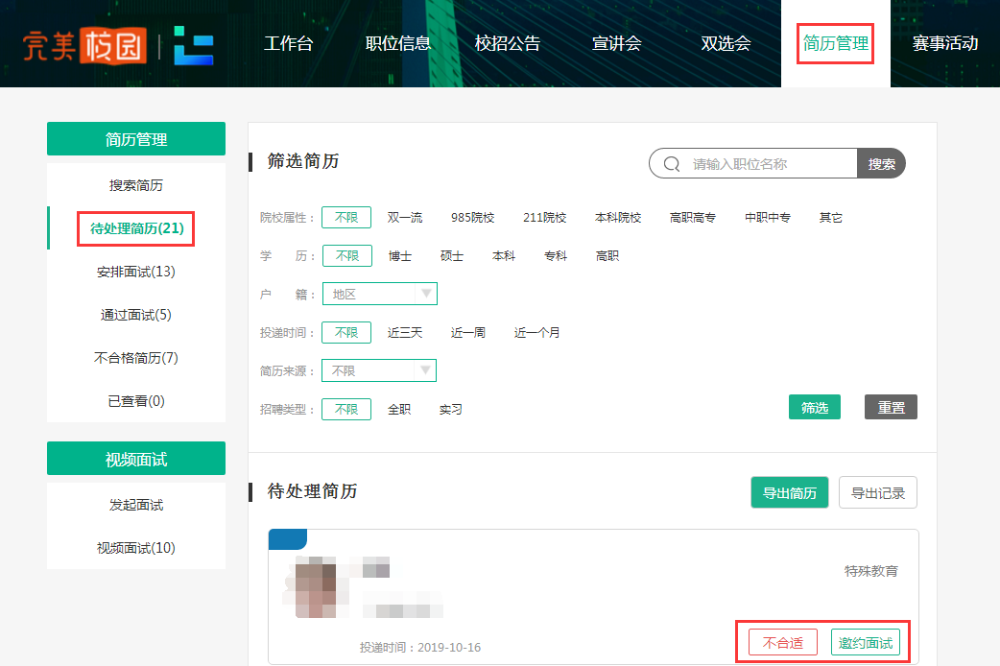 完美校园
工作台 职位信息 校招公告 宣讲会 双选会 简历管理 赛事活动
简历管理
搜索简历
待处理简历(21)
安排面试(13)
通过面试(5)
不合格简历(7)
已查看(0)
视频面试
发起面试
视频面试(10)
筛选简历 请输入职位名称 搜索
院校属性： 不限 双一流 985院校 211院校 本科院校 高职高专 中职中专 其它
学 历： 不限 博士 硕士 本科 专科 高职
户 籍： 地区
投递时间： 不限 近三天 近一周 近一个月
简历来源： 不限
招聘类型： 不限 全职 实习 筛选 重置
待处理简历 导出简历 导出记录
特殊教育
投递时间：2019-10-16 不合适 邀约面试